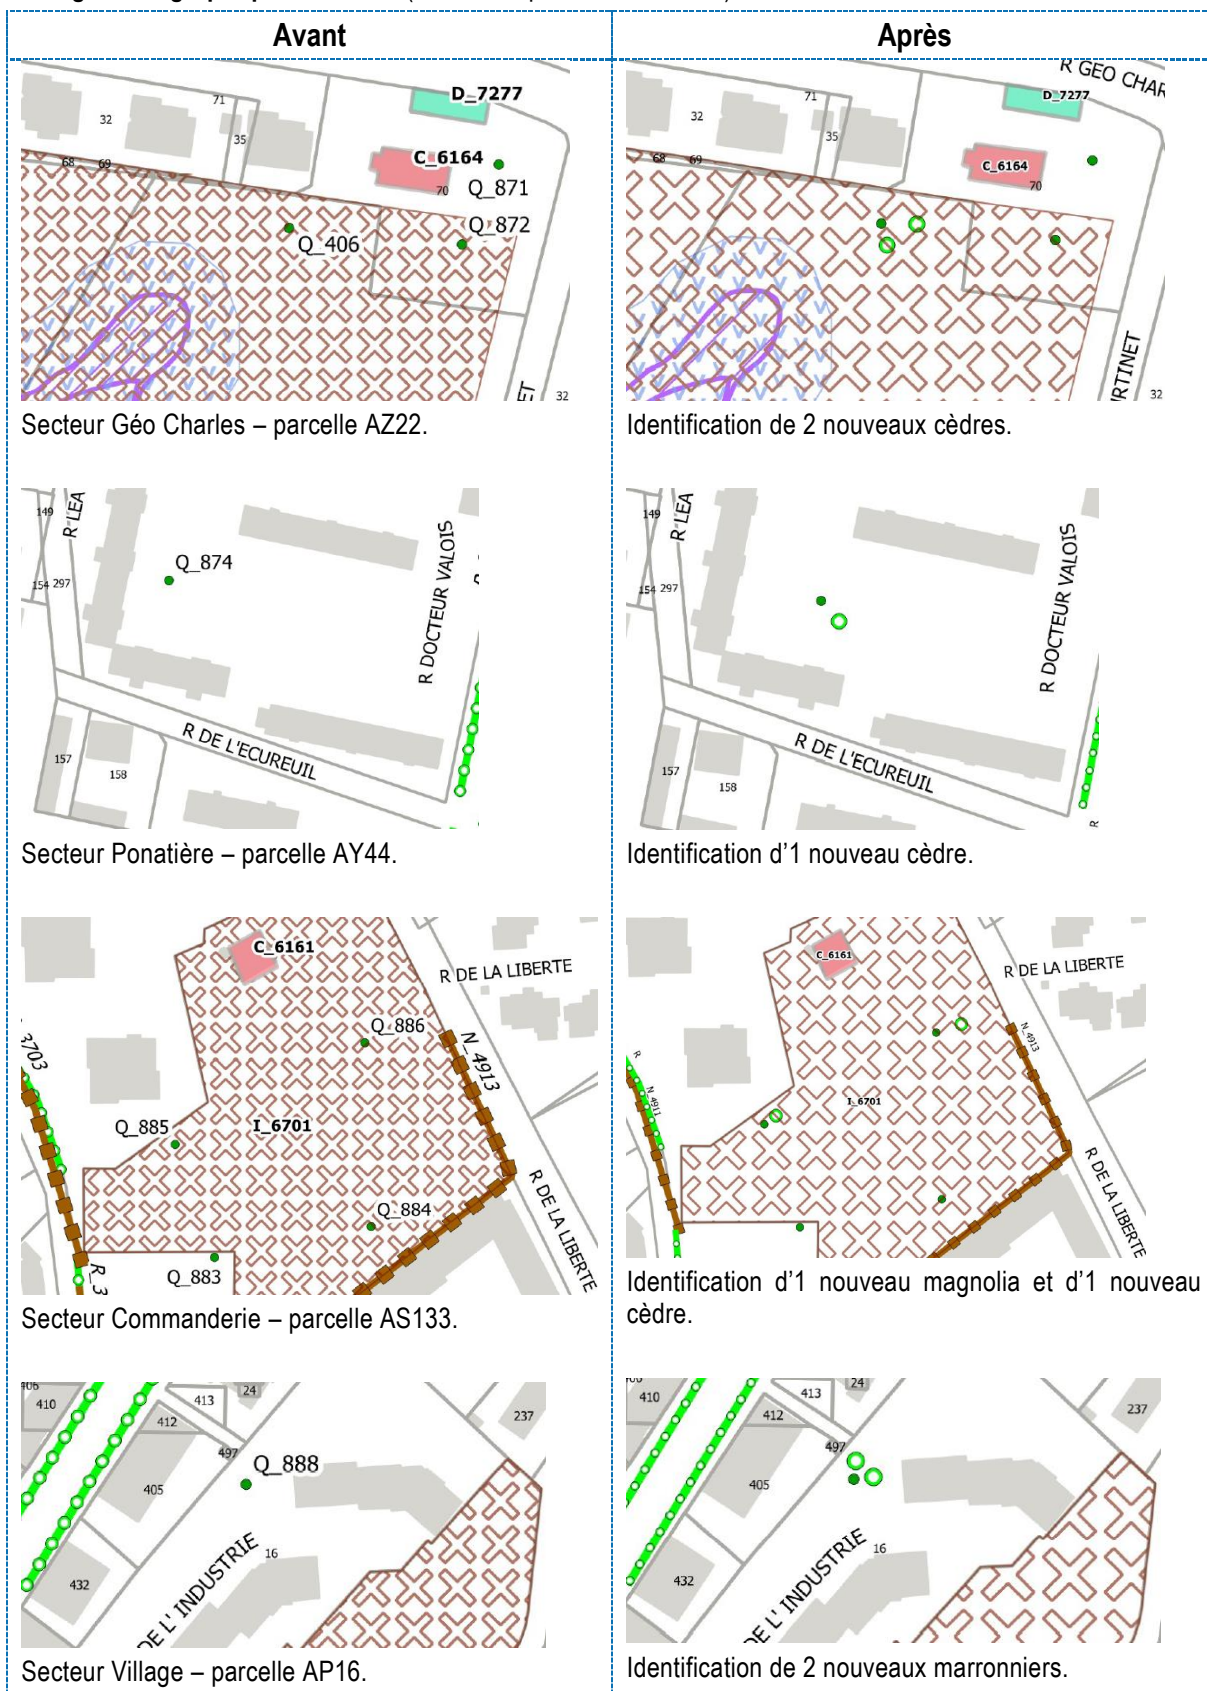 Avant
Après
71
32
35
68
69
D_7277
C_6164
70
Q_871
Q_872
Q_406
32
Secteur Géo Charles – parcelle AZ22.
R GEO CHAR
71
32
35
68
69
D_7277
C_6164
70
RTINET
32
Identification de 2 nouveaux cèdres.
149
R LEA
154
297
Q_874
R DOCTEUR VALOIS
R DE L'ECUREUIL
157
158
Secteur Ponatière – parcelle AY44.
149
R LEA
154
297
R DOCTEUR VALOIS
R DE L'ECUREUIL
157
158
R
Identification d'1 nouveau cèdre.
C_6161
R DE LA LIBERTE
Q_886
N_4913
3703
Q_885
I_6701
Q_884
R DE LA LIBERTE
Q_883
R_3
Secteur Commanderie – parcelle AS133.
C_6161
R DE LA LIBERTE
N_4913
R
N_4911
I_6701
R DE LA LIBERTE
Identification d'1 nouveau magnolia et d'1 nouveau
cèdre.
410
412
413
24
497
237
Q_888
405
DE L' INDUSTRIE
16
432
Secteur Village – parcelle AP16.
410
412
413
24
497
237
405
DE L' INDUSTRIE
16
432
Identification de 2 nouveaux marronniers.